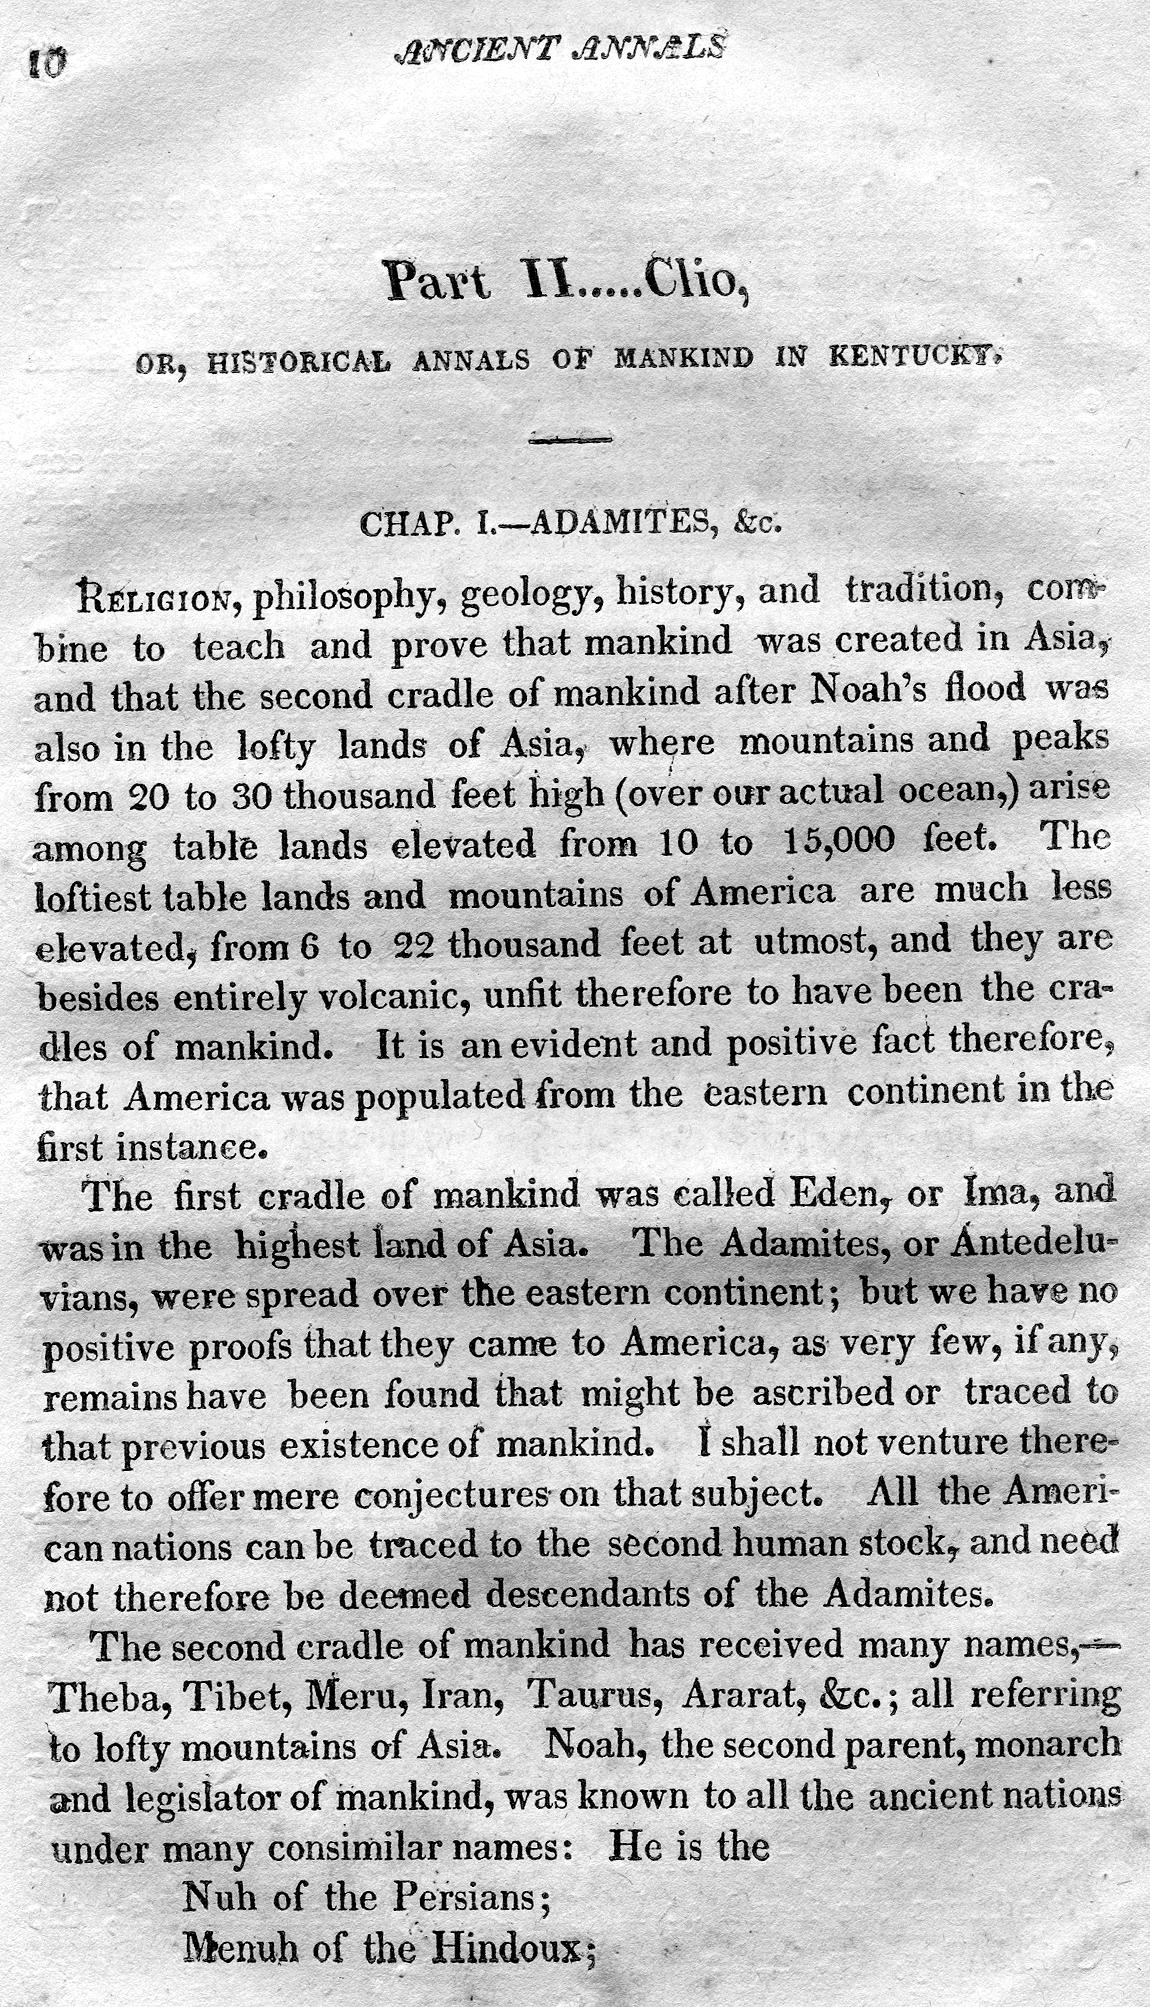 10
ANCIENT ANNALS
Part II.....Clio,
OR, HISTORICAL ANNALS OF MANKIND IN KENTUCKY.
CHAP. I.—ADAMITES, &c.
RELIGION, philosophy, geology, history, and tradition, com-
bine to teach and prove that mankind was created in Asia,
and that the second cradle of mankind after Noah's flood was
also in the lofty lands of Asia, where mountains and peaks
from 20 to 30 thousand feet high (over our actual ocean,) arise
among table lands elevated from 10 to 15,000 feet. The
loftiest table lands and mountains of America are much less
elevated, from 6 to 22 thousand feet at utmost, and they are
besides entirely volcanic, unfit therefore to have been the cra-
dles of mankind. It is an evident and positive fact therefore,
that America was populated from the eastern continent in the
first instance.
The first cradle of mankind was called Eden, or Ima, and
was in the highest land of Asia. The Adamites, or Antedelu-
vians, were spread over the eastern continent; but we have no
positive proofs that they came to America, as very few, if any,
remains have been found that might be ascribed or traced to
that previous existence of mankind. I shall not venture there-
fore to offer mere conjectures on that subject. All the Ameri-
can nations can be traced to the second human stock, and need
not therefore be deemed descendants of the Adamites.
The second cradle of mankind has received many names,—
Theba, Tibet, Meru, Iran, Taurus, Ararat, &c.; all referring
to lofty mountains of Asia. Noah, the second parent, monarch
and legislator of mankind, was known to all the ancient nations
under many consimilar names: He is the
Nuh of the Persians;
Menuh of the Hindoux;